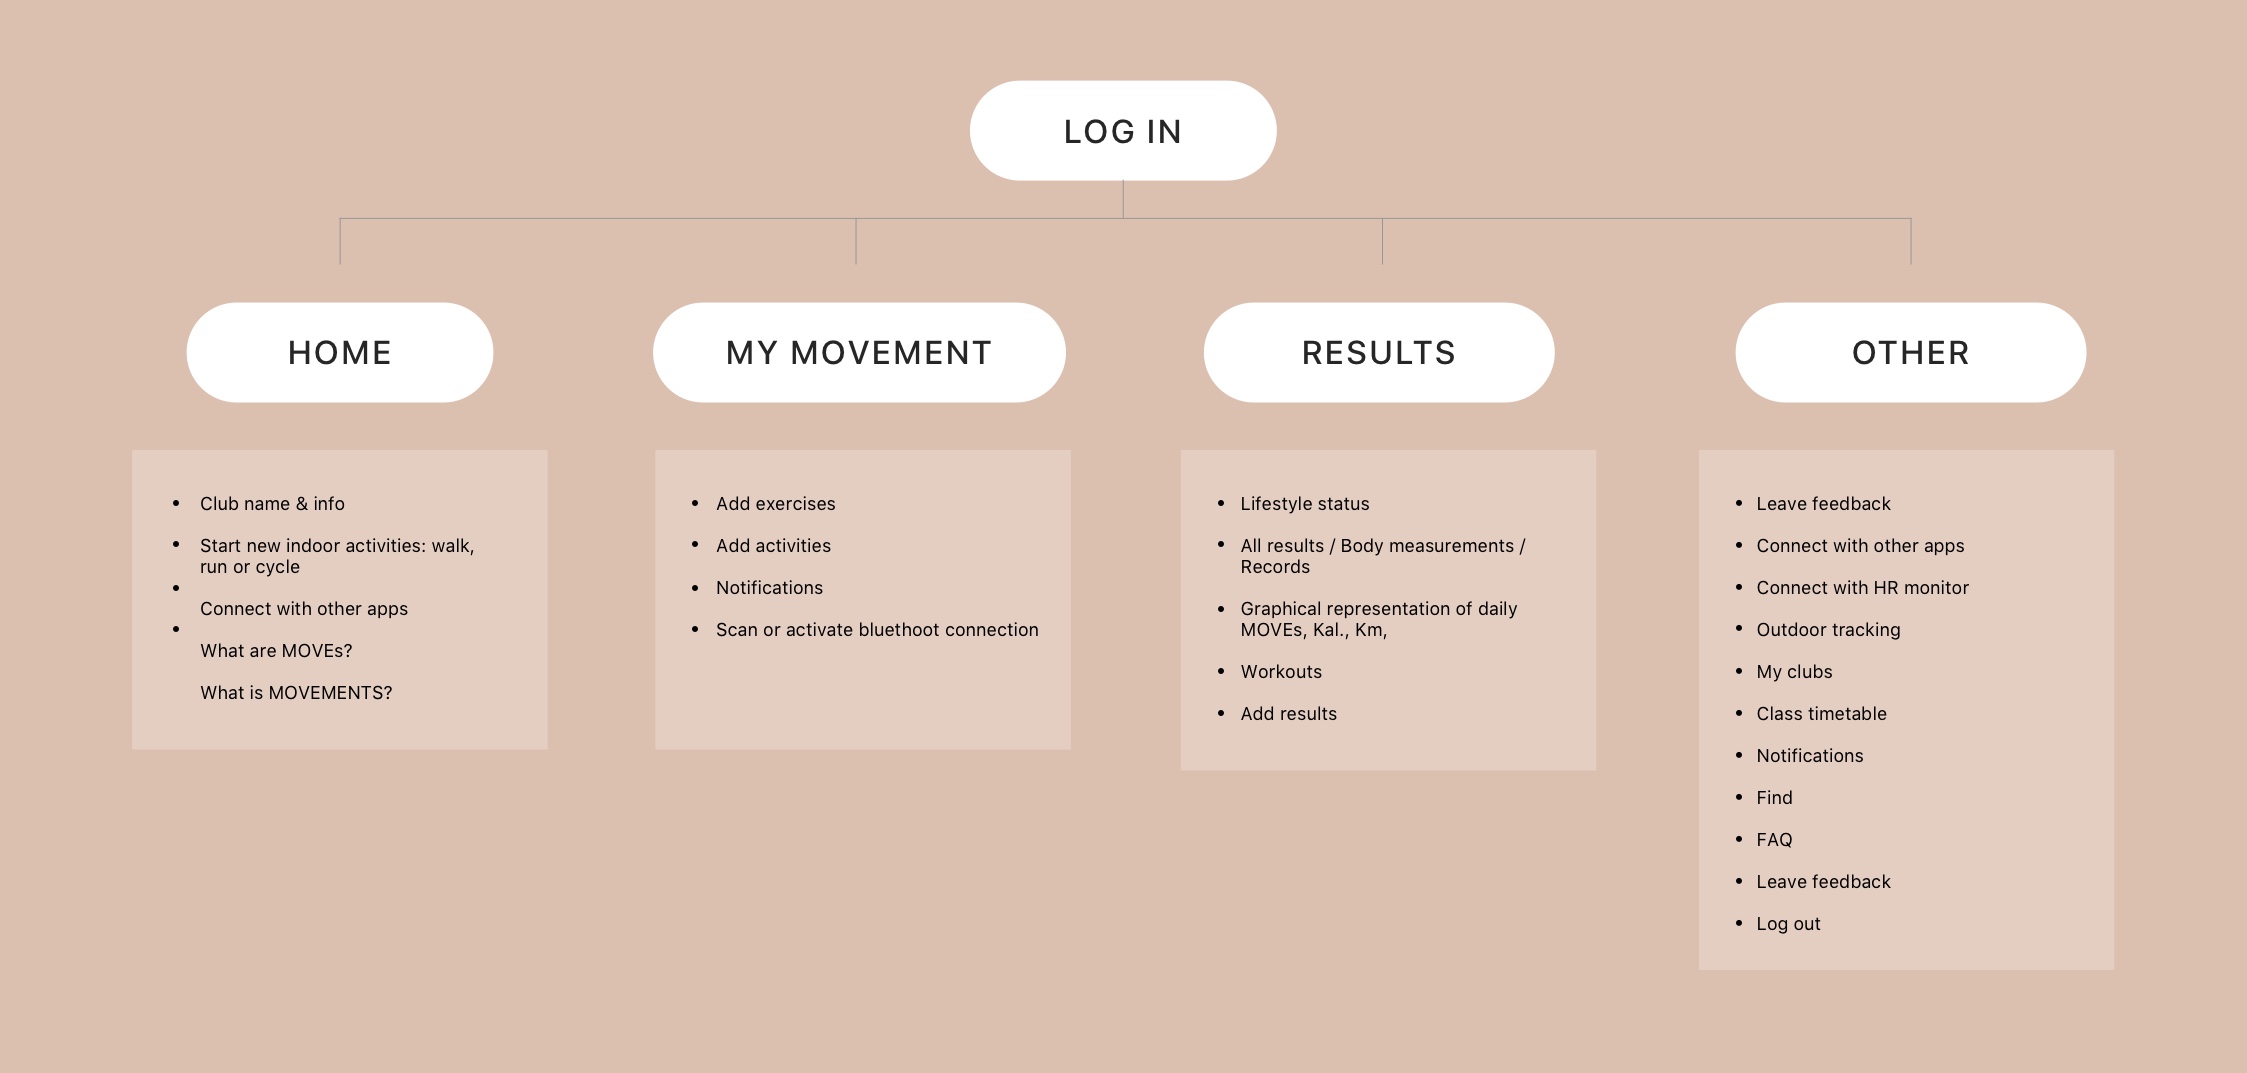 LOG IN
HOME
MY MOVEMENT
RESULTS
OTHER
• Club name & info
• Start new indoor activities: walk,
run or cycle
•
Connect with other apps
•
What are MOVEs?
What is MOVEMENTS?
• Add exercises
• Add activities
• Notifications
• Scan or activate bluethoot connection
• Lifestyle status
• All results / Body measurements /
Records
• Graphical representation of daily
MOVEs, Kal., Km,
• Workouts
• Add results
• Leave feedback
• Connect with other apps
• Connect with HR monitor
• Outdoor tracking
• My clubs
• Class timetable
• Notifications
• Find
• FAQ
• Leave feedback
• Log out